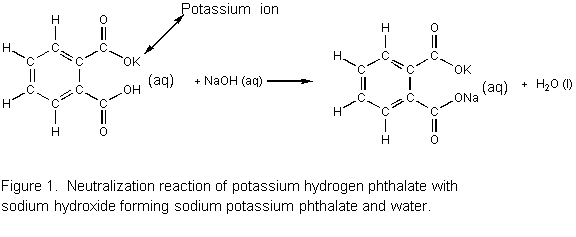 Potassium ion
H O
H C C OK
C C
C C (aq) + NaOH (aq)
H C C OH
H O
H O
H C C OK
C C
C C (aq) + H₂O (l)
H C C ONa
H O
Figure 1. Neutralization reaction of potassium hydrogen phthalate with
sodium hydroxide forming sodium potassium phthalate and water.